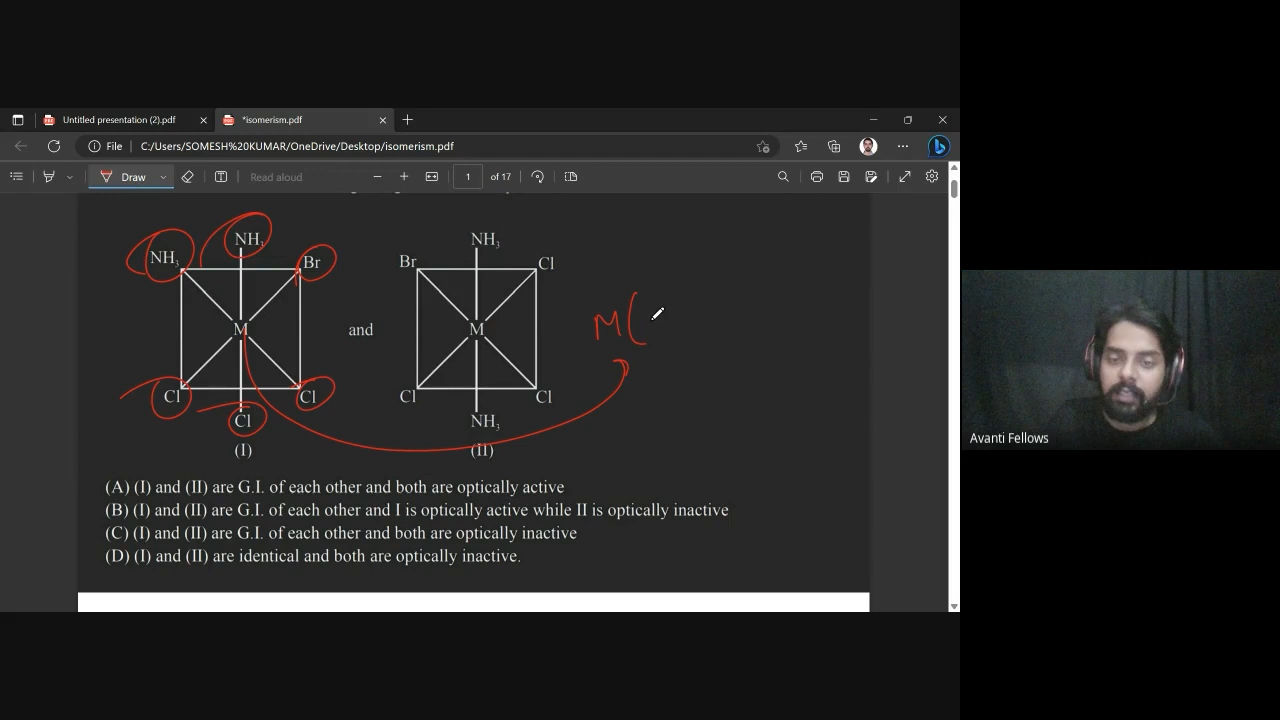 Untitled presentation (2).pdf
*isomerism.pdf
File
C:/Users/SOMESH%20KUMAR/OneDrive/Desktop/isomerism.pdf
Draw
Read aloud
1
of 17
NH3
NH3
Br
M
Cl
Cl
Cl
(I)
and
NH3
Br
Cl
M
Cl
Cl
NH3
(II)
M(
(A) (I) and (II) are G.I. of each other and both are optically active
(B) (I) and (II) are G.I. of each other and I is optically active while II is optically inactive
(C) (I) and (II) are G.I. of each other and both are optically inactive
(D) (I) and (II) are identical and both are optically inactive.
Avanti Fellows